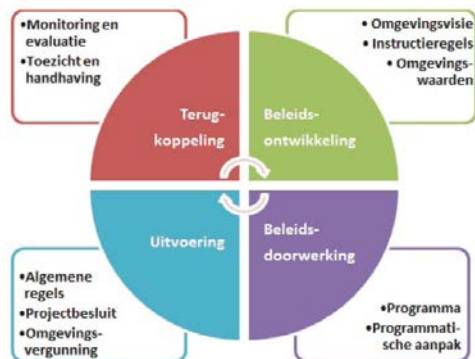 •Monitoring en
evaluatie
•Toezicht en
handhaving
• Omgevingsvisie
• Instructieregels
• Omgevings-
waarden
Terug-
koppeling
Beleids-
ontwikkeling
Uitvoering
Beleids-
doorwerking
•Algemene
regels
•Projectbesluit
•Omgevings-
vergunning
•Programma
•Programmati-
sche aanpak